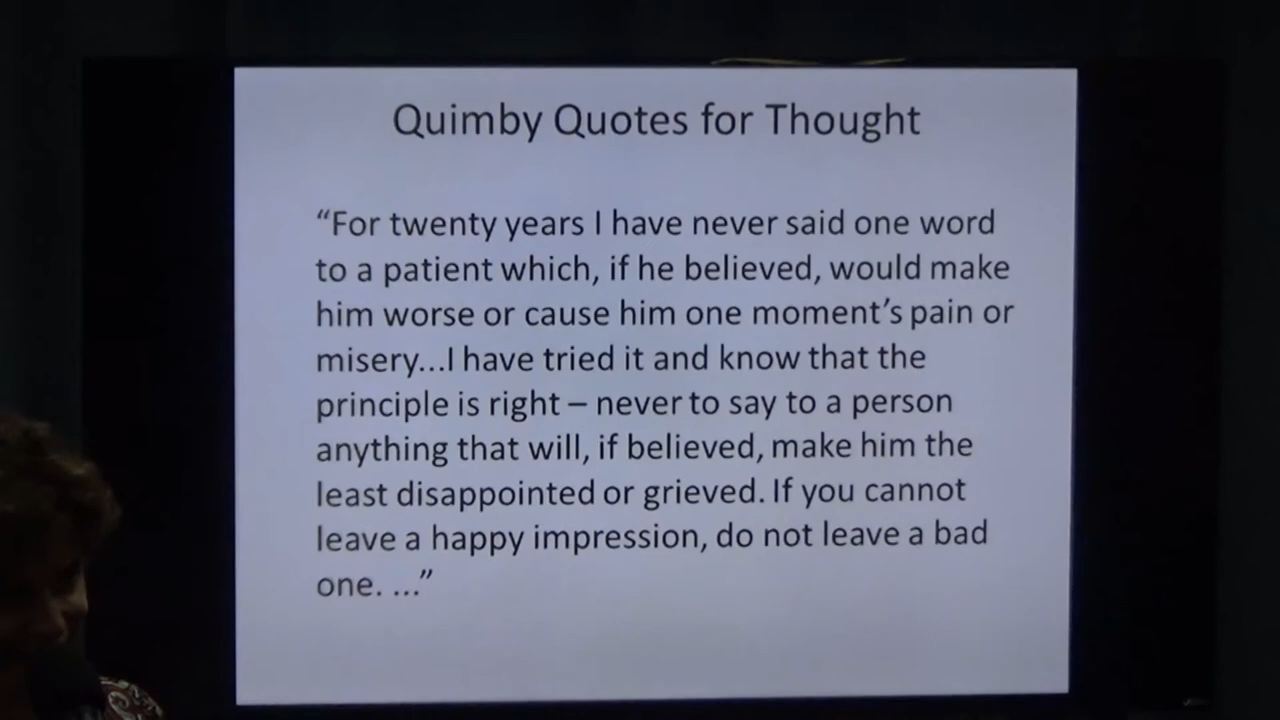 Quimby Quotes for Thought
“For twenty years I have never said one word
to a patient which, if he believed, would make
him worse or cause him one moment’s pain or
misery...I have tried it and know that the
principle is right – never to say to a person
anything that will, if believed, make him the
least disappointed or grieved. If you cannot
leave a happy impression, do not leave a bad
one. ...”